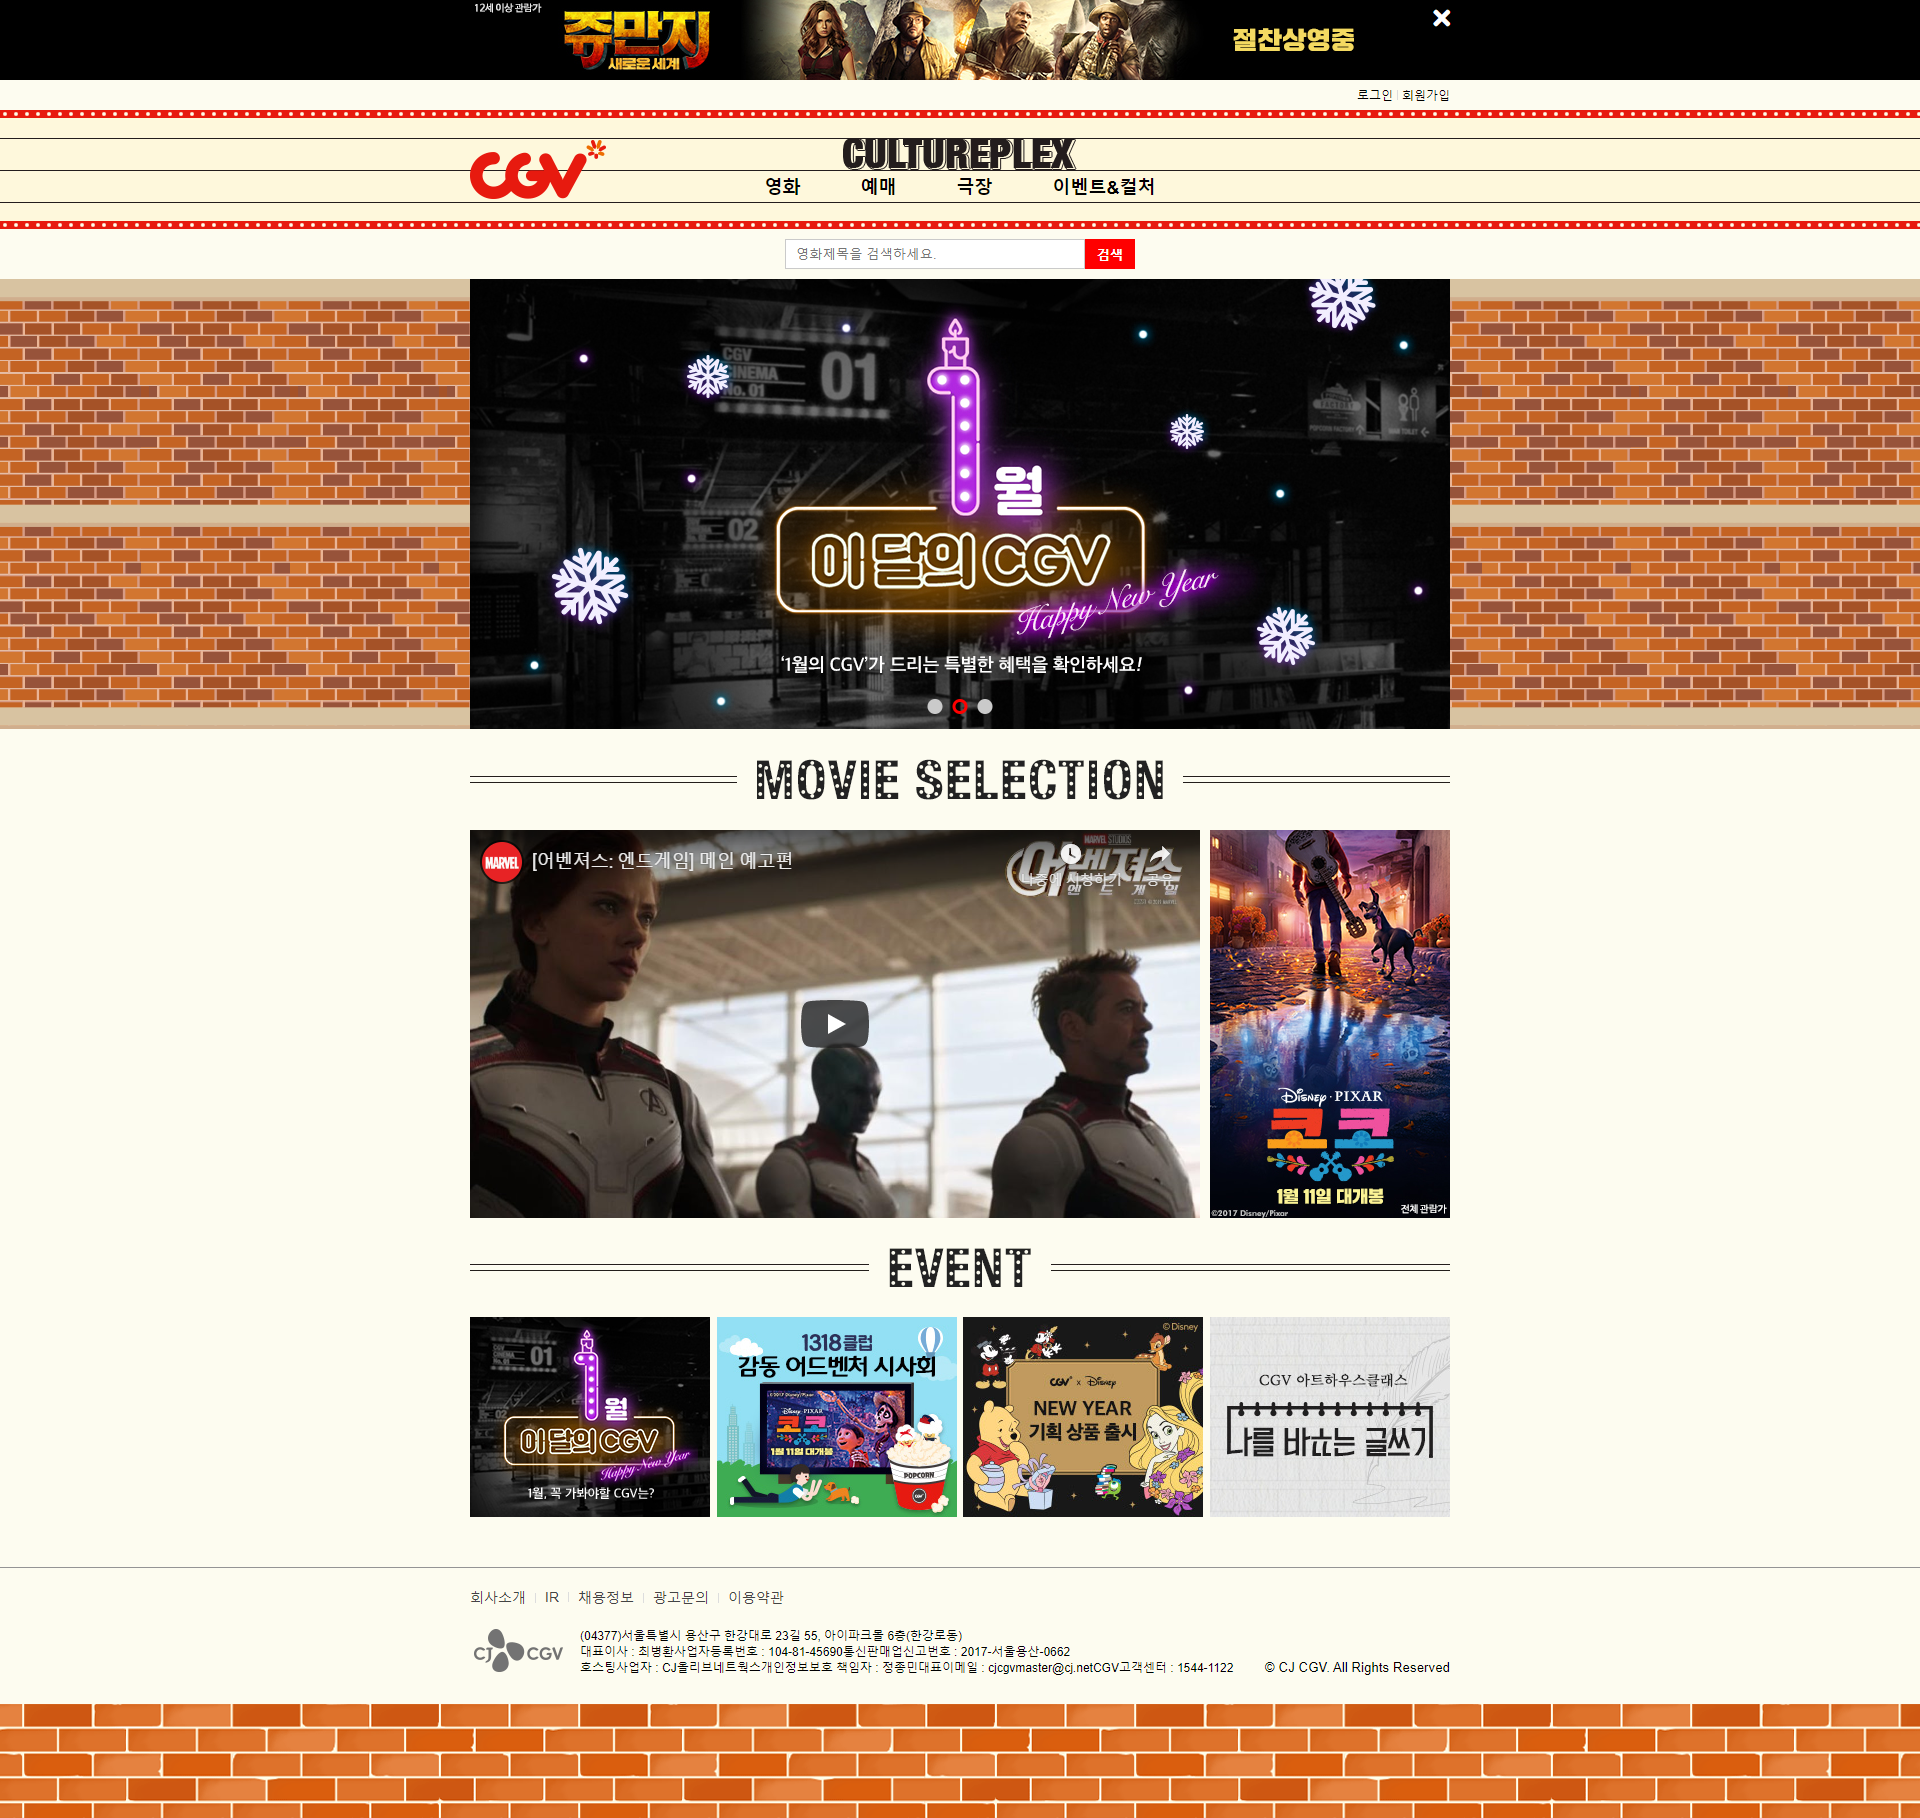 12세 이상 관람가
쥬만지
새로운 세계
절찬상영중
로그인 회원가입
CGV
CULTUREPLEX
영화 예매 극장 이벤트&컬처
영화제목을 검색하세요. 검색
CGV
CINEMA
No. 01
01
02
POPCORN FACTORY
1월
이달의 CGV
Happy New Year
‘1월의 CGV’가 드리는 특별한 혜택을 확인하세요!
MOVIE SELECTION
MARVEL
[어벤져스: 엔드게임] 메인 예고편
MARVEL STUDIOS
어벤져스
엔드게임
나중에 시청하기 공유
Disney · PIXAR
코코
1월 11일 대개봉
©2017 Disney/Pixar
전체 관람가
EVENT
01
1월
이달의 CGV
Happy New Year
1월, 꼭 가봐야할 CGV는?
1318클럽
감동 어드벤처 시사회
©2017 Disney/Pixar
Disney PIXAR
코코
1월 11일 대개봉
POPCORN
CGV
© Disney
CGV x Disney
NEW YEAR
기획 상품 출시
CGV 아트하우스클래스
나를 바꾸는 글쓰기
회사소개 IR 채용정보 광고문의 이용약관
CJ CGV
(04377)서울특별시 용산구 한강대로 23길 55, 아이파크몰 6층(한강로동)
대표이사 : 최병환사업자등록번호 : 104-81-45690통신판매업신고번호 : 2017-서울용산-0662
호스팅사업자 : CJ올리브네트웍스개인정보보호 책임자 : 정종민대표이메일 : cjcgvmaster@cj.netCGV고객센터 : 1544-1122
© CJ CGV. All Rights Reserved